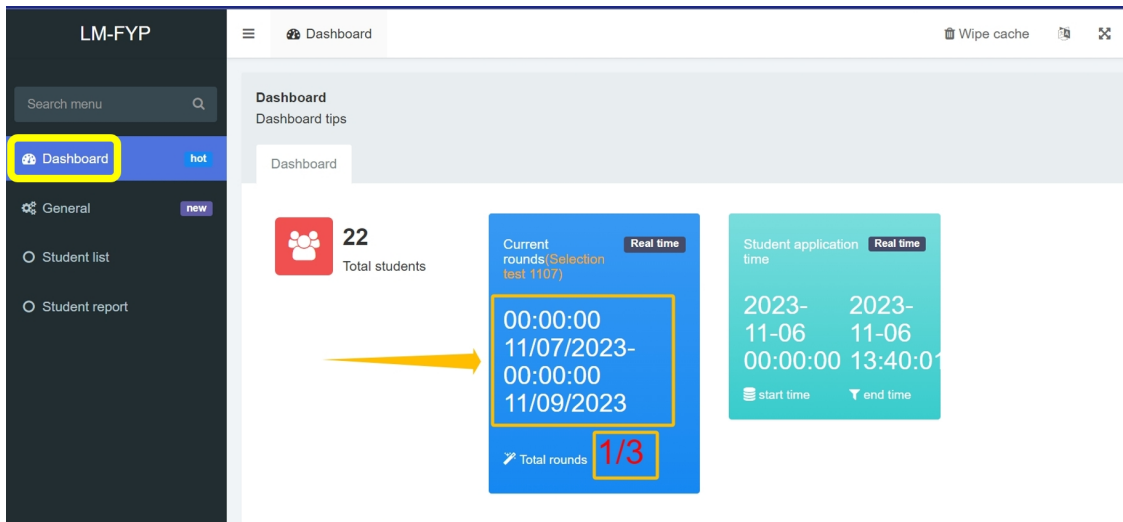 LM-FYP
Dashboard
Wipe cache
Search menu
Dashboard hot
General new
Student list
Student report
Dashboard
Dashboard tips
Dashboard
22
Total students
Current
rounds(Selection
test 1107)
Real time
00:00:00
11/07/2023-
00:00:00
11/09/2023
Total rounds 1/3
Student application
time
Real time
2023-
11-06
00:00:00
start time
2023-
11-06
13:40:01
end time